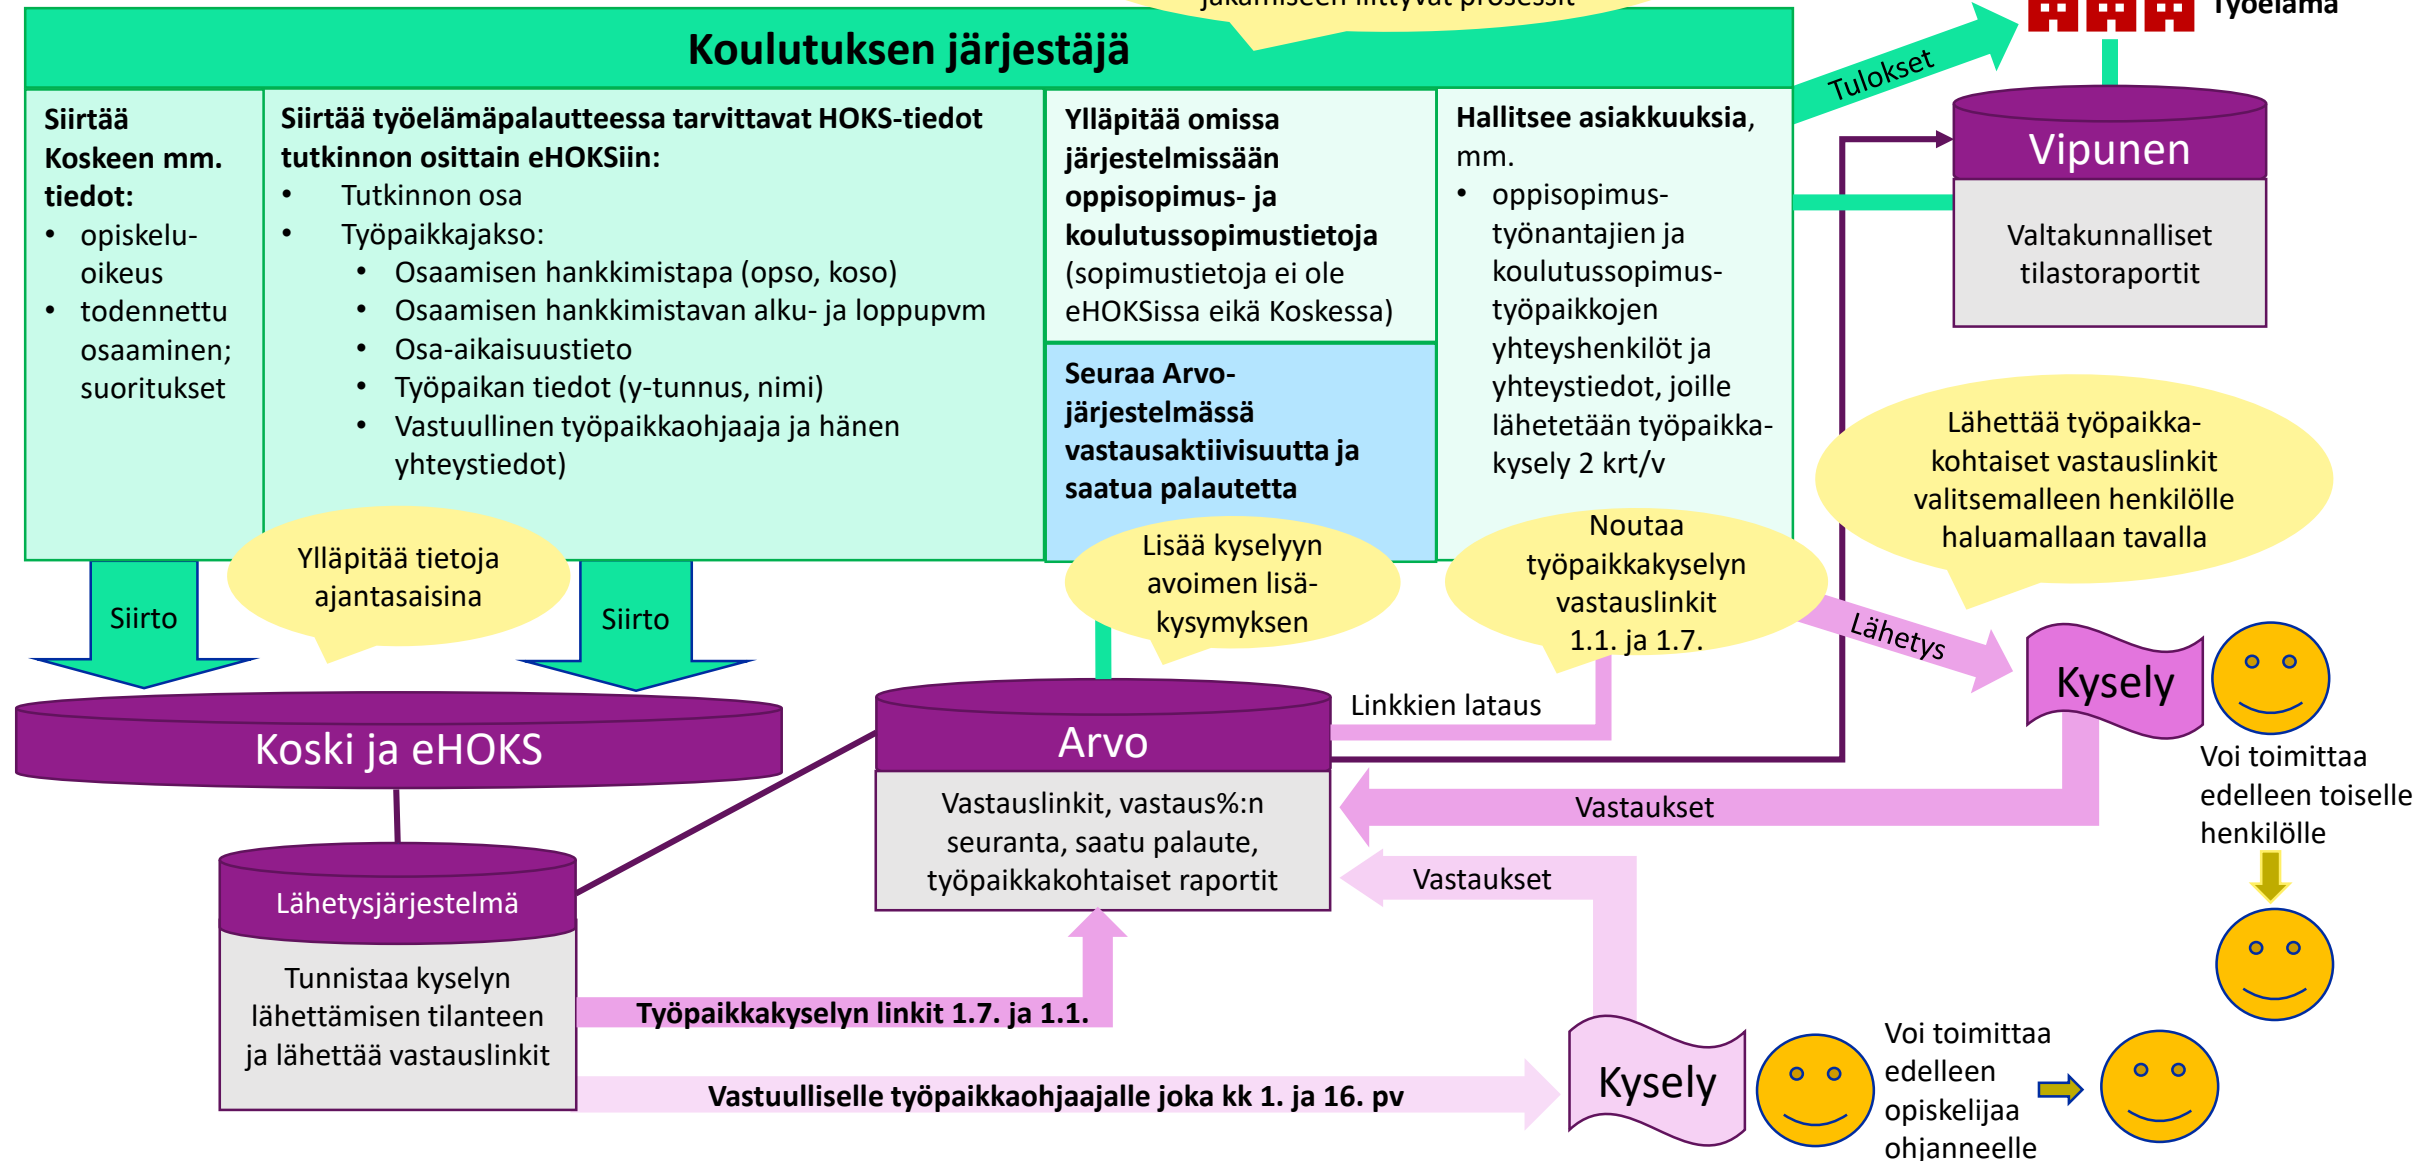 jakamiseen liittyvät prosessit
Työelämä
Koulutuksen järjestäjä
Tulokset
Siirtää
Koskeen mm.
tiedot:
• opiskelu-
oikeus
• todennettu
osaaminen;
suoritukset
Siirtää työelämäpalautteessa tarvittavat HOKS-tiedot
tutkinnon osittain eHOKSiin:
• Tutkinnon osa
• Työpaikkajakso:
• Osaamisen hankkimistapa (opso, koso)
• Osaamisen hankkimistavan alku- ja loppupvm
• Osa-aikaisuustieto
• Työpaikan tiedot (y-tunnus, nimi)
• Vastuullinen työpaikkaohjaaja ja hänen
yhteystiedot)
Ylläpitää omissa
järjestelmissään
oppisopimus- ja
koulutussopimustietoja
(sopimustietoja ei ole
eHOKSissa eikä Koskessa)
Seuraa Arvo-
järjestelmässä
vastausaktiivisuutta ja
saatua palautetta
Hallitsee asiakkuuksia,
mm.
• oppisopimus-
työnantajien ja
koulutussopimus-
työpaikkojen
yhteyshenkilöt ja
yhteystiedot, joille
lähetetään työpaikka-
kysely 2 krt/v
Vipunen
Valtakunnalliset
tilastoraportit
Lähettää työpaikka-
kohtaiset vastauslinkit
valitsemalleen henkilölle
haluamallaan tavalla
Siirto
Ylläpitää tietoja
ajantasaisina
Siirto
Lisää kyselyyn
avoimen lisä-
kysymyksen
Noutaa
työpaikkakyselyn
vastauslinkit
1.1. ja 1.7.
Lähetys
Kysely
Voi toimittaa
edelleen toiselle
henkilölle
Koski ja eHOKS
Arvo
Linkkien lataus
Vastauslinkit, vastaus%:n
seuranta, saatu palaute,
työpaikkakohtaiset raportit
Vastaukset
Vastaukset
Lähetysjärjestelmä
Tunnistaa kyselyn
lähettämisen tilanteen
ja lähettää vastauslinkit
Työpaikkakyselyn linkit 1.7. ja 1.1.
Vastuulliselle työpaikkaohjaajalle joka kk 1. ja 16. pv
Kysely
Voi toimittaa
edelleen
opiskelijaa
ohjanneelle